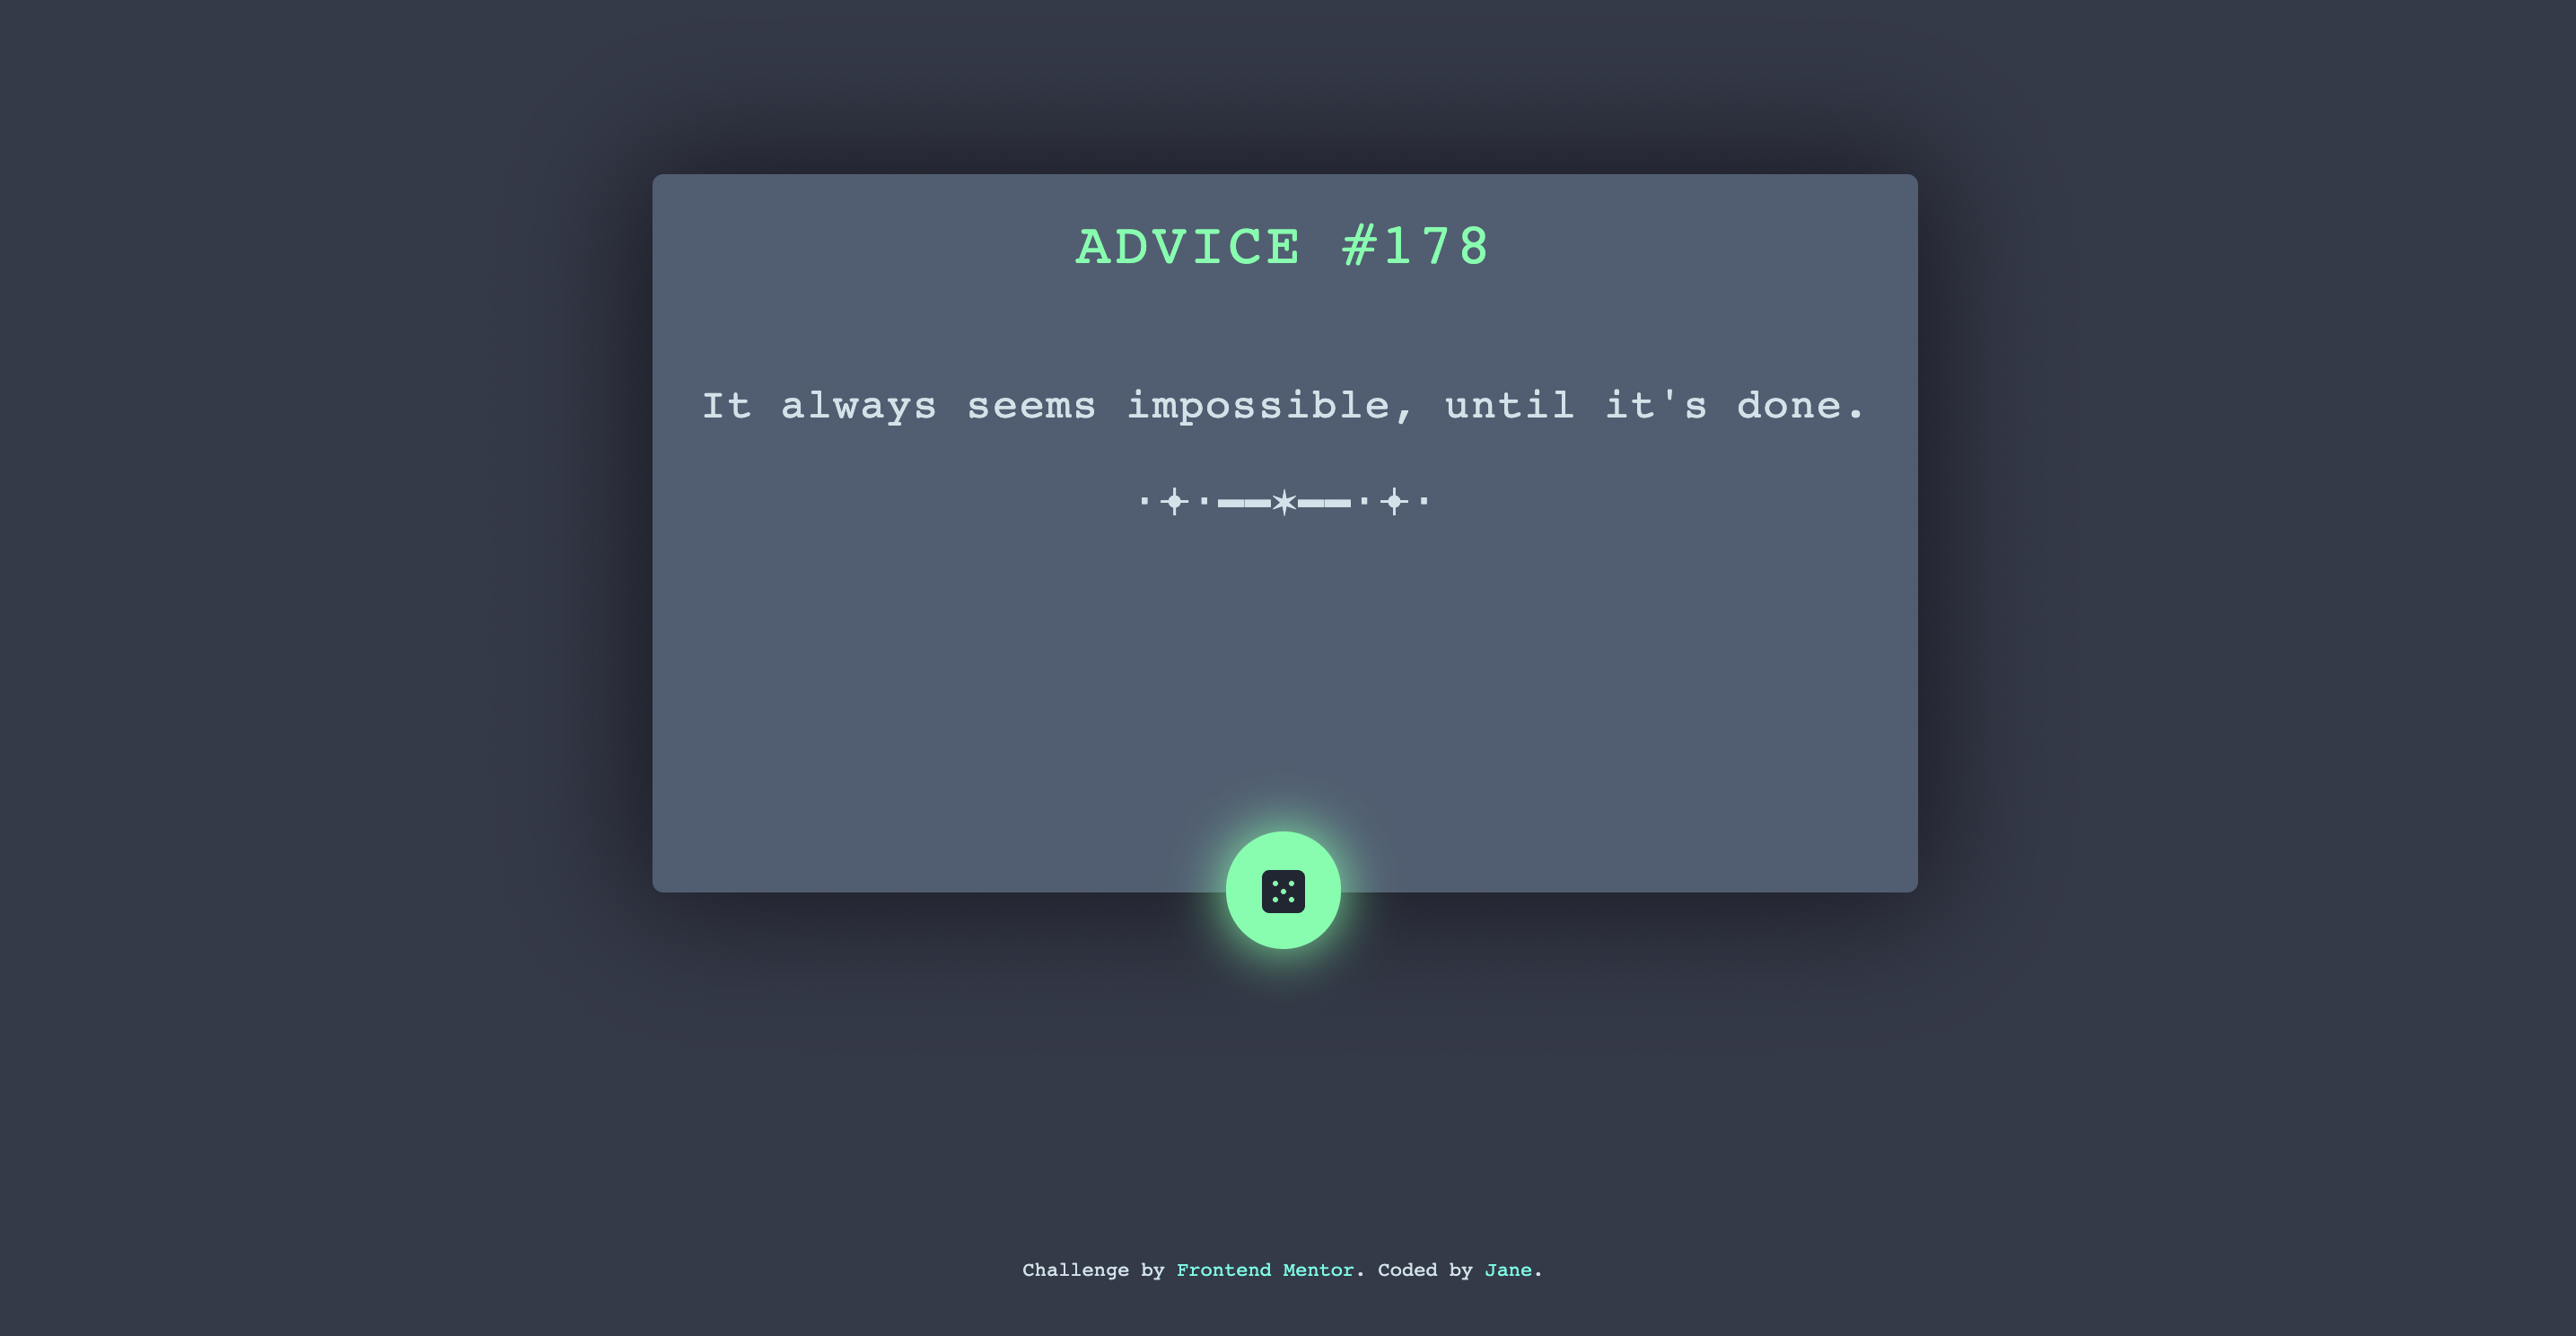 ADVICE #178
It always seems impossible, until it's done.
·⌖·▬▬✶▬▬·⌖·
Challenge by Frontend Mentor. Coded by Jane.